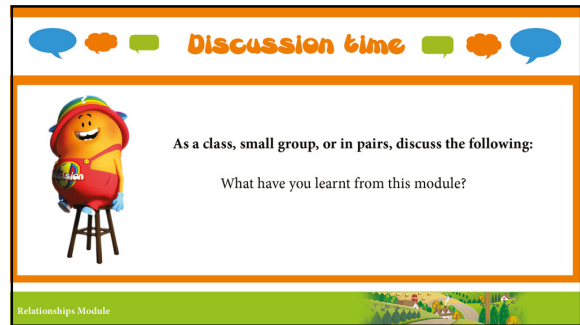 Discussion time
As a class, small group, or in pairs, discuss the following:
What have you learnt from this module?
cision
Relationships Module